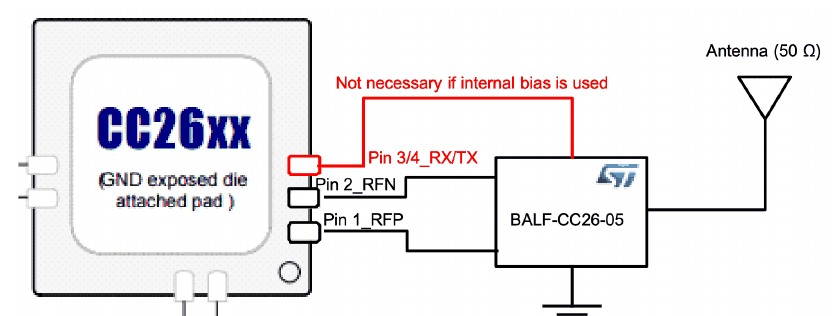 Antenna (50 Ω)
Not necessary if internal bias is used
CC26xx
(GND exposed die
attached pad )
Pin 3/4_RX/TX
Pin 2_RFN
Pin 1_RFP
ST
BALF-CC26-05